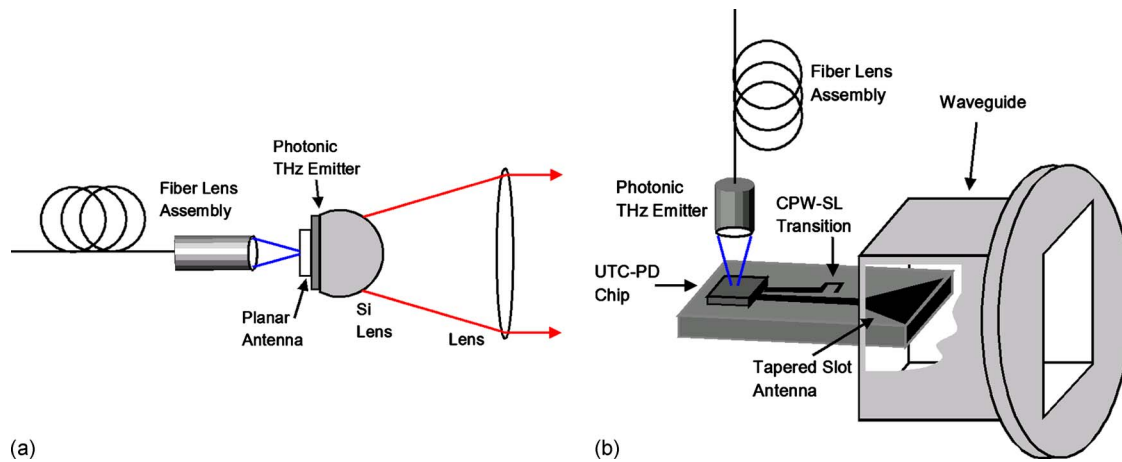 Photonic
THz Emitter
Fiber Lens
Assembly
Planar
Antenna
Si
Lens
Lens
(a)
Fiber Lens
Assembly
Waveguide
Photonic
THz Emitter
CPW-SL
Transition
UTC-PD
Chip
Tapered Slot
Antenna
(b)